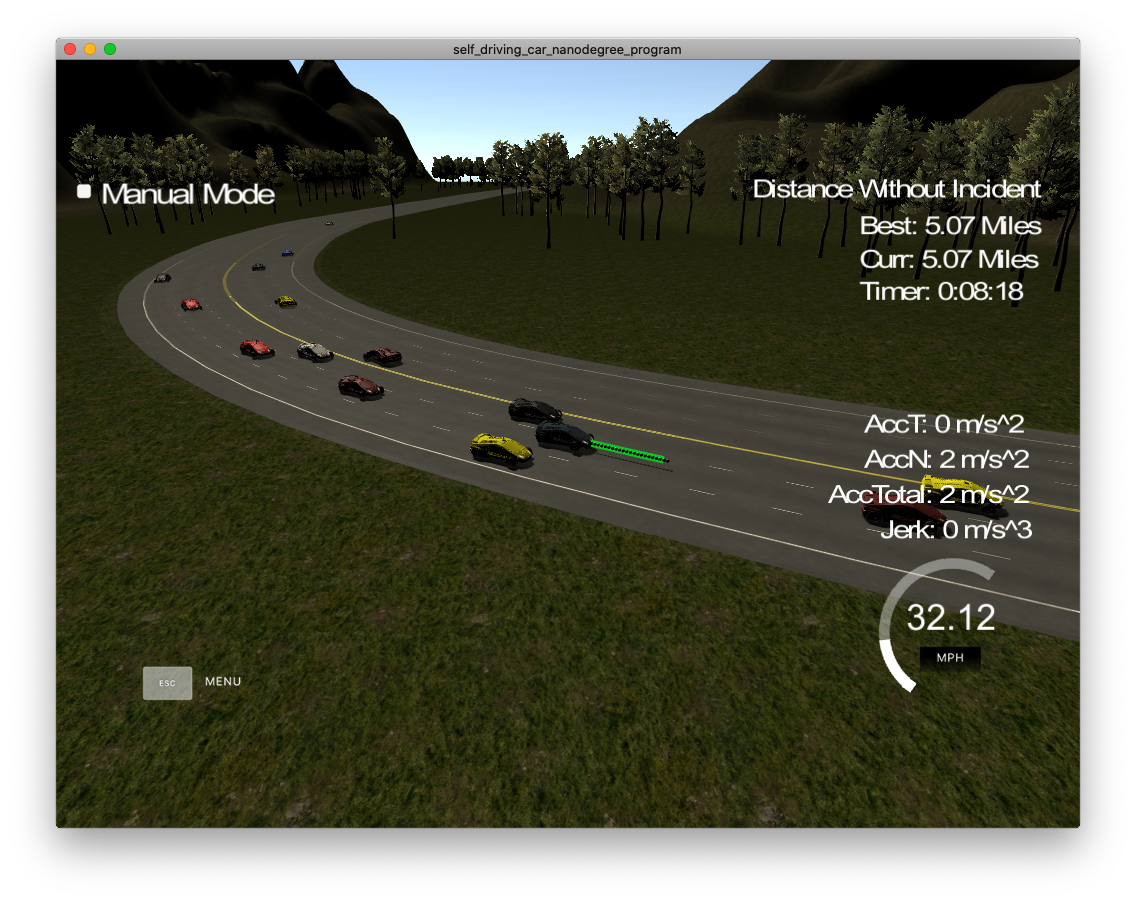 self_driving_car_nanodegree_program
Manual Mode
Distance Without Incident
Best: 5.07 Miles
Curr: 5.07 Miles
Timer: 0:08:18
AccT: 0 m/s^2
AccN: 2 m/s^2
AccTotal: 2 m/s^2
Jerk: 0 m/s^3
32.12
MPH
ESC
MENU